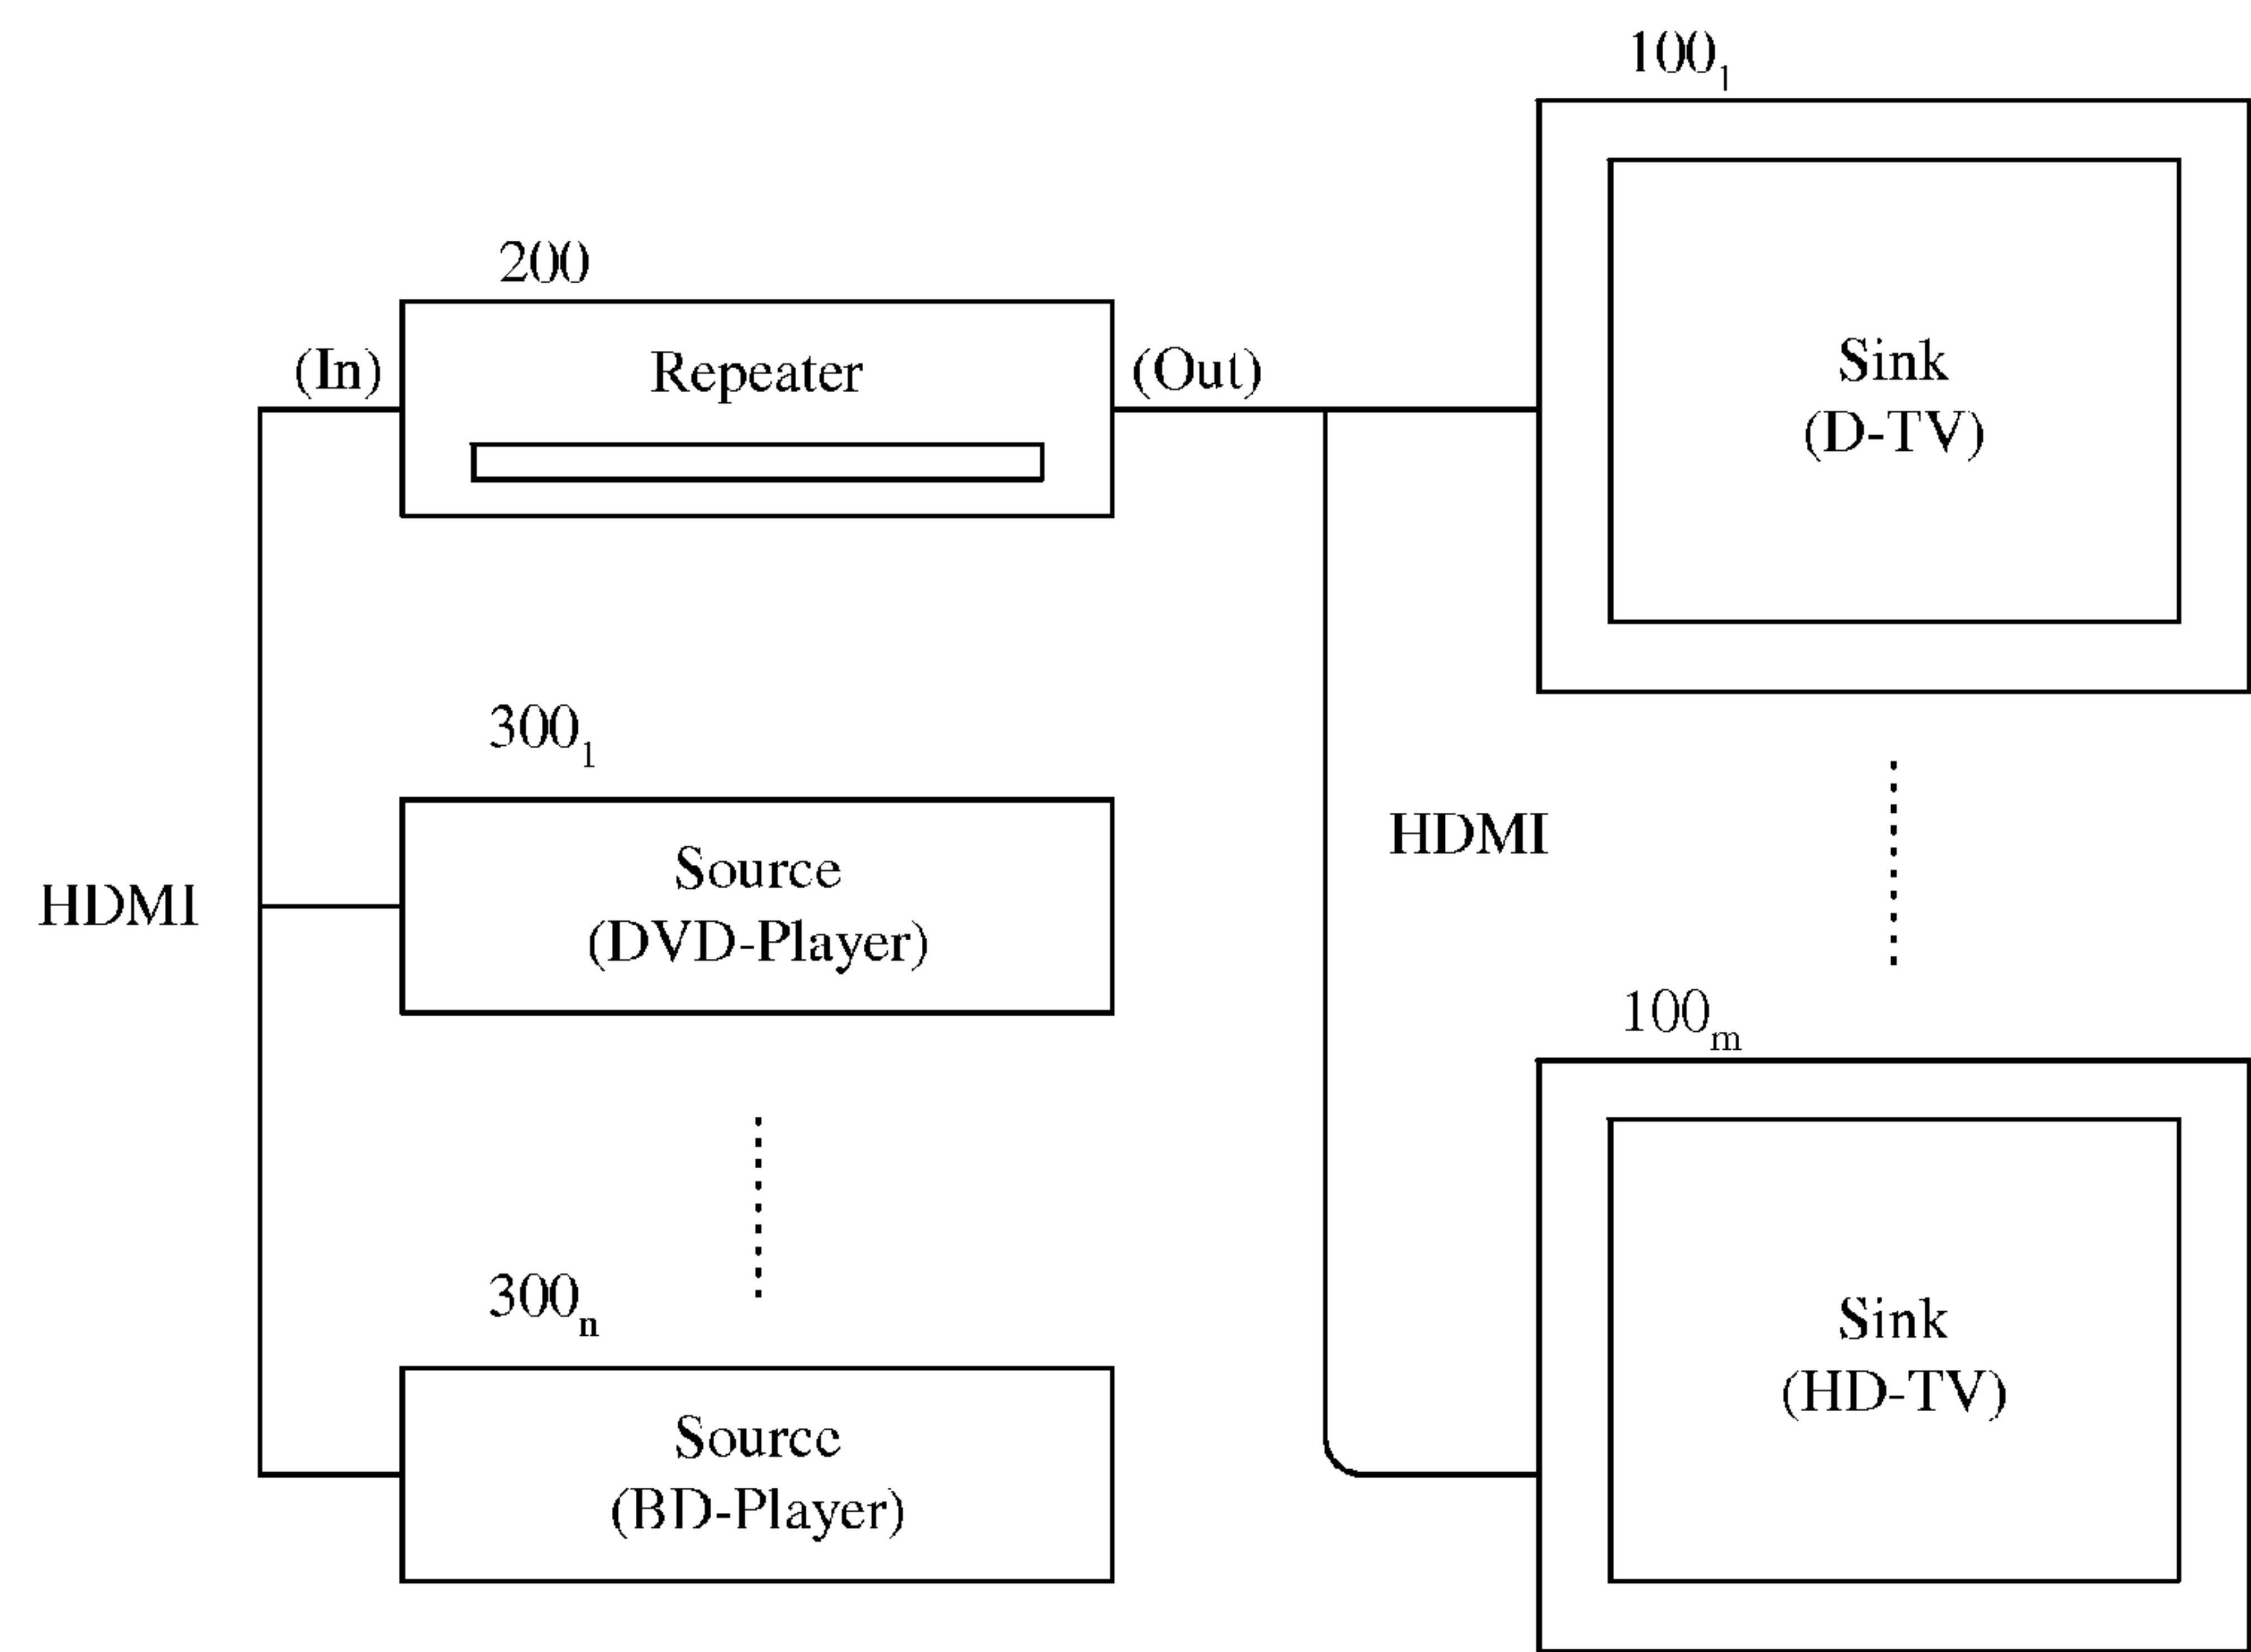 100₁
200
(In)
Repeater
(Out)
Sink
(D-TV)
300₁
Source
(DVD-Player)
HDMI
HDMI
100ₘ
300ₙ
Source
(BD-Player)
Sink
(HD-TV)